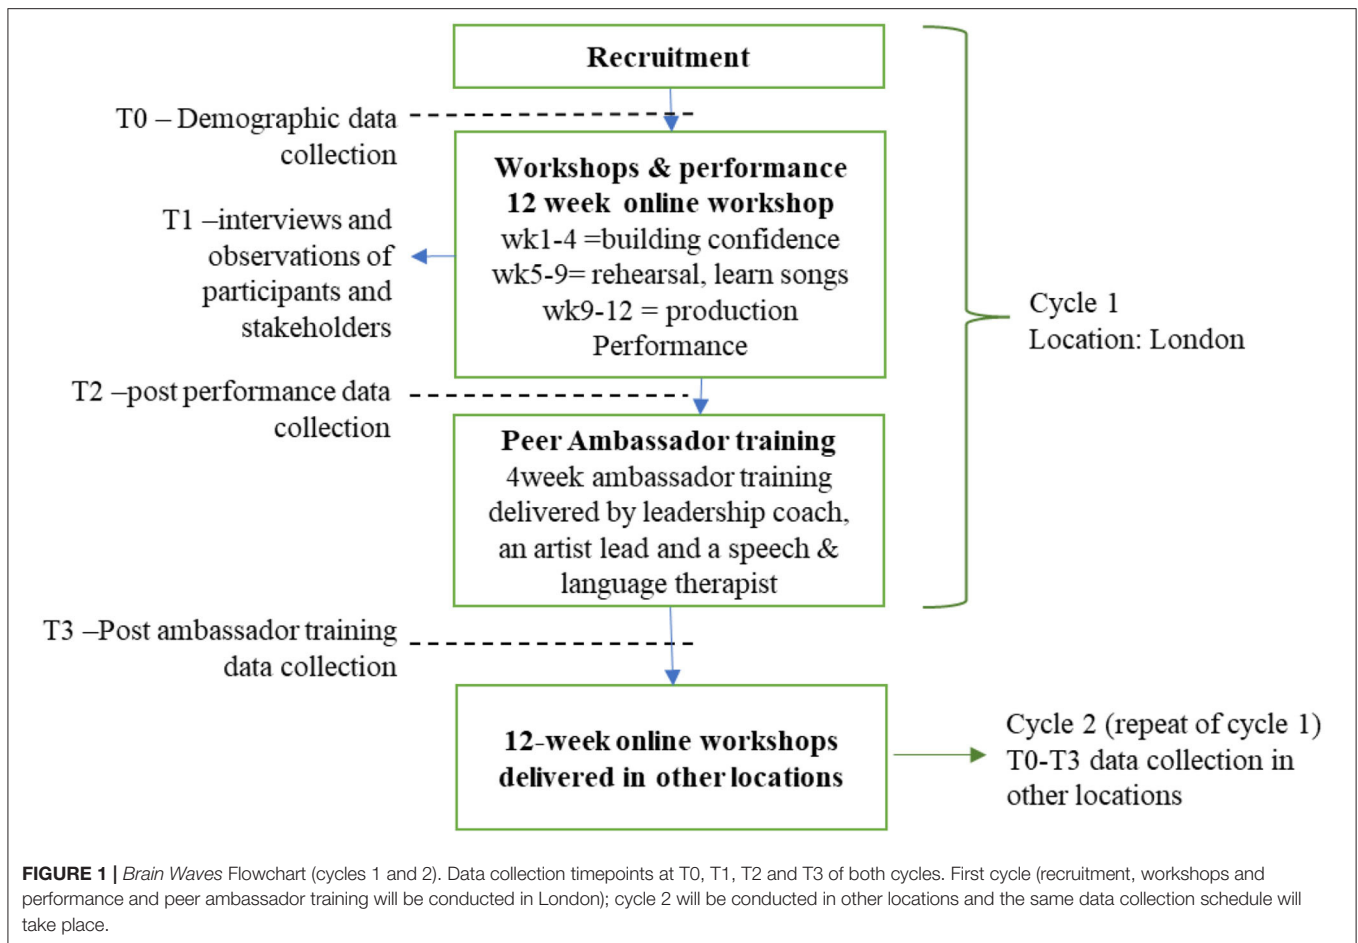 Recruitment
T0 – Demographic data
collection
Workshops & performance
12 week online workshop
wk1-4 =building confidence
wk5-9= rehearsal, learn songs
wk9-12 = production
Performance
T1 –interviews and
observations of
participants and
stakeholders
Cycle 1
Location: London
T2 –post performance data
collection
Peer Ambassador training
4week ambassador training
delivered by leadership coach,
an artist lead and a speech &
language therapist
T3 –Post ambassador training
data collection
12-week online workshops
delivered in other locations
Cycle 2 (repeat of cycle 1)
T0-T3 data collection in
other locations
FIGURE 1 | Brain Waves Flowchart (cycles 1 and 2). Data collection timepoints at T0, T1, T2 and T3 of both cycles. First cycle (recruitment, workshops and
performance and peer ambassador training will be conducted in London); cycle 2 will be conducted in other locations and the same data collection schedule will
take place.